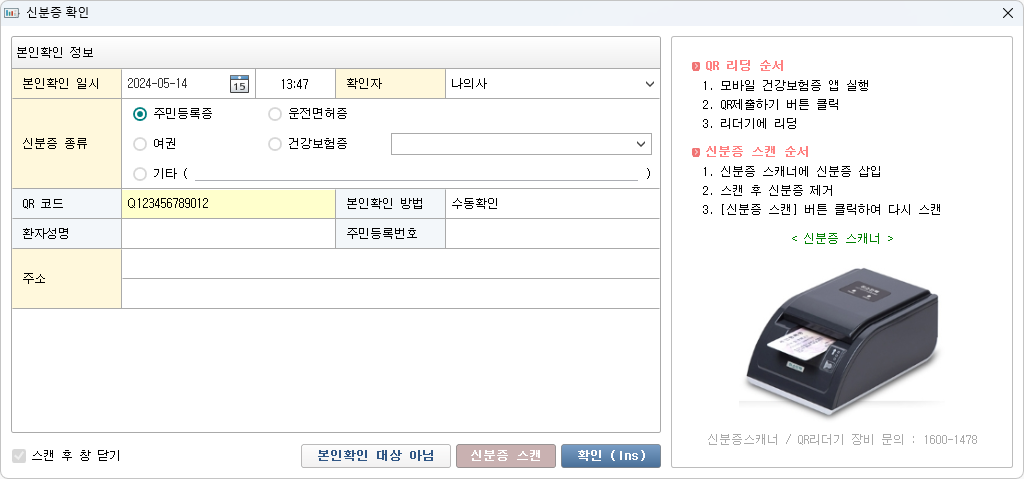 신분증 확인
본인확인 정보
본인확인 일시 2024-05-14 15 13:47 확인자 나의사
신분증 종류
주민등록증 운전면허증
여권 건강보험증
기타 ( )
QR 코드 Q123456789012 본인확인 방법 수동확인
환자성명 주민등록번호
주소
스캔 후 창 닫기 본인확인 대상 아님 신분증 스캔 확인 (Ins)
QR 리딩 순서
1. 모바일 건강보험증 앱 실행
2. QR제출하기 버튼 클릭
3. 리더기에 리딩
신분증 스캔 순서
1. 신분증 스캐너에 신분증 삽입
2. 스캔 후 신분증 제거
3. [신분증 스캔] 버튼 클릭하여 다시 스캔
< 신분증 스캐너 >
신분증스캐너 / QR리더기 장비 문의 : 1600-1478